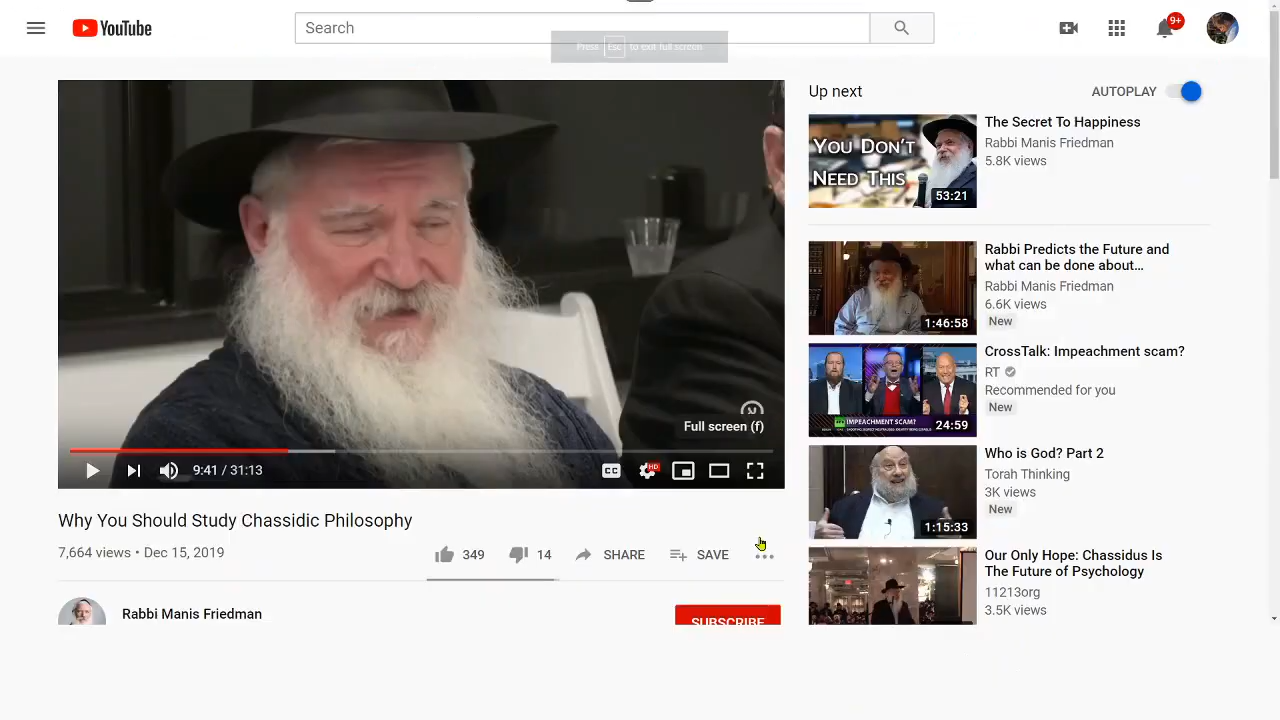 YouTube
Search
9+
Press Esc to exit full screen
Full screen (f)
9:41 / 31:13
CC
HD
Why You Should Study Chassidic Philosophy
7,664 views • Dec 15, 2019
349
14
SHARE
SAVE
Rabbi Manis Friedman
SUBSCRIBE
Up next
AUTOPLAY
YOU DON'T
NEED THIS
53:21
The Secret To Happiness
Rabbi Manis Friedman
5.8K views
1:46:58
Rabbi Predicts the Future and
what can be done about...
Rabbi Manis Friedman
6.6K views
New
IMPEACHMENT SCAM?
24:59
CrossTalk: Impeachment scam?
RT
Recommended for you
New
1:15:33
Who is God? Part 2
Torah Thinking
3K views
New
Our Only Hope: Chassidus Is
The Future of Psychology
11213org
3.5K views